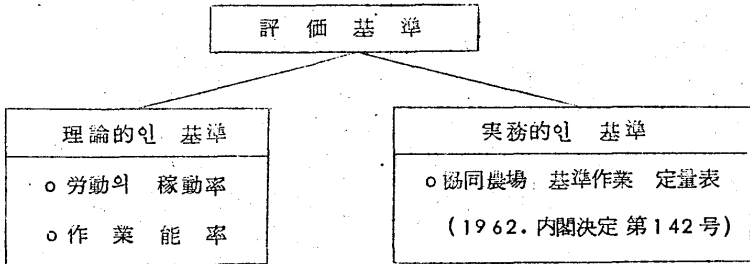 評 価 基 準
理論的인 基準
o 労動의 稼動率
o 作 業 能 率
実務的인 基準
o 協同農場 基準作業 定量表
(1962. 内閣決定 第142号)